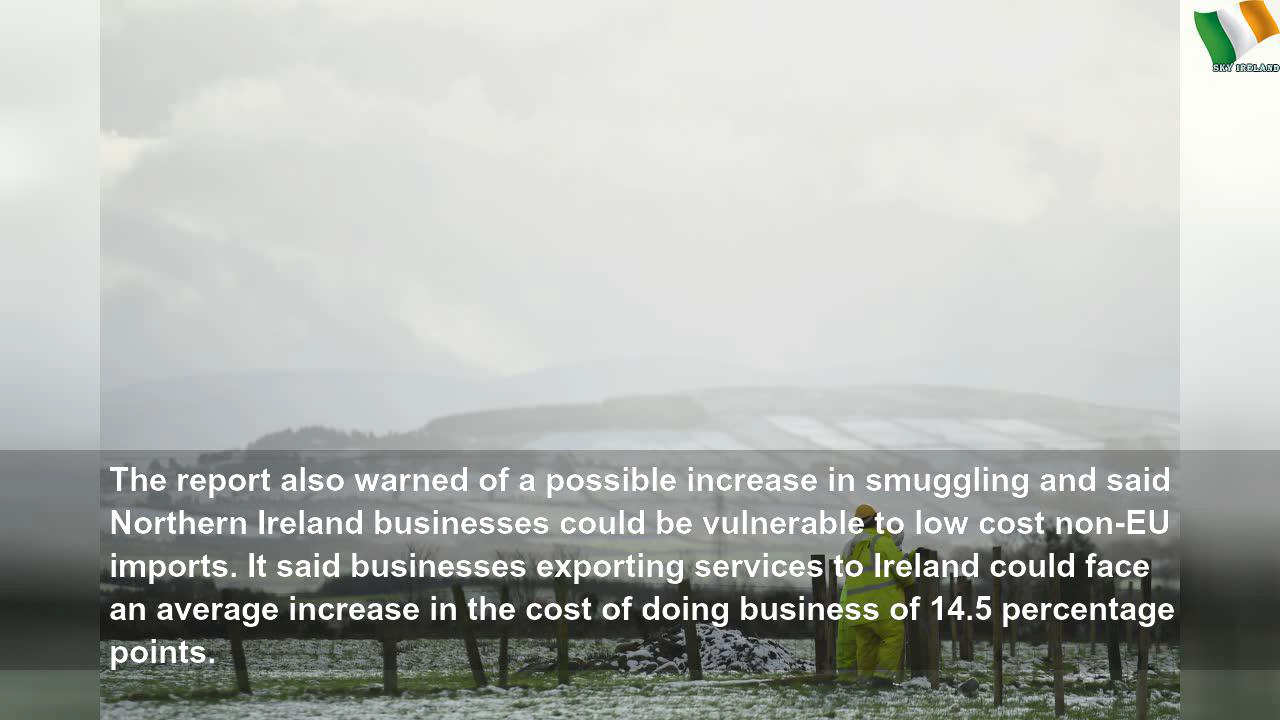 SKY IRELAND
The report also warned of a possible increase in smuggling and said
Northern Ireland businesses could be vulnerable to low cost non-EU
imports. It said businesses exporting services to Ireland could face
an average increase in the cost of doing business of 14.5 percentage
points.